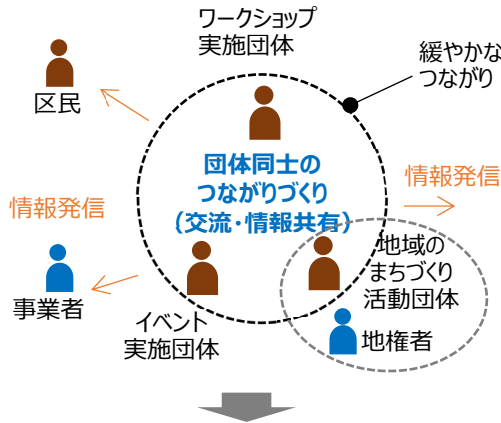 ワークショップ
実施団体
緩やかな
つながり
区民
団体同士の
つながりづくり
（交流・情報共有）
情報発信
情報発信
地域の
まちづくり
活動団体
事業者
イベント
実施団体
地権者